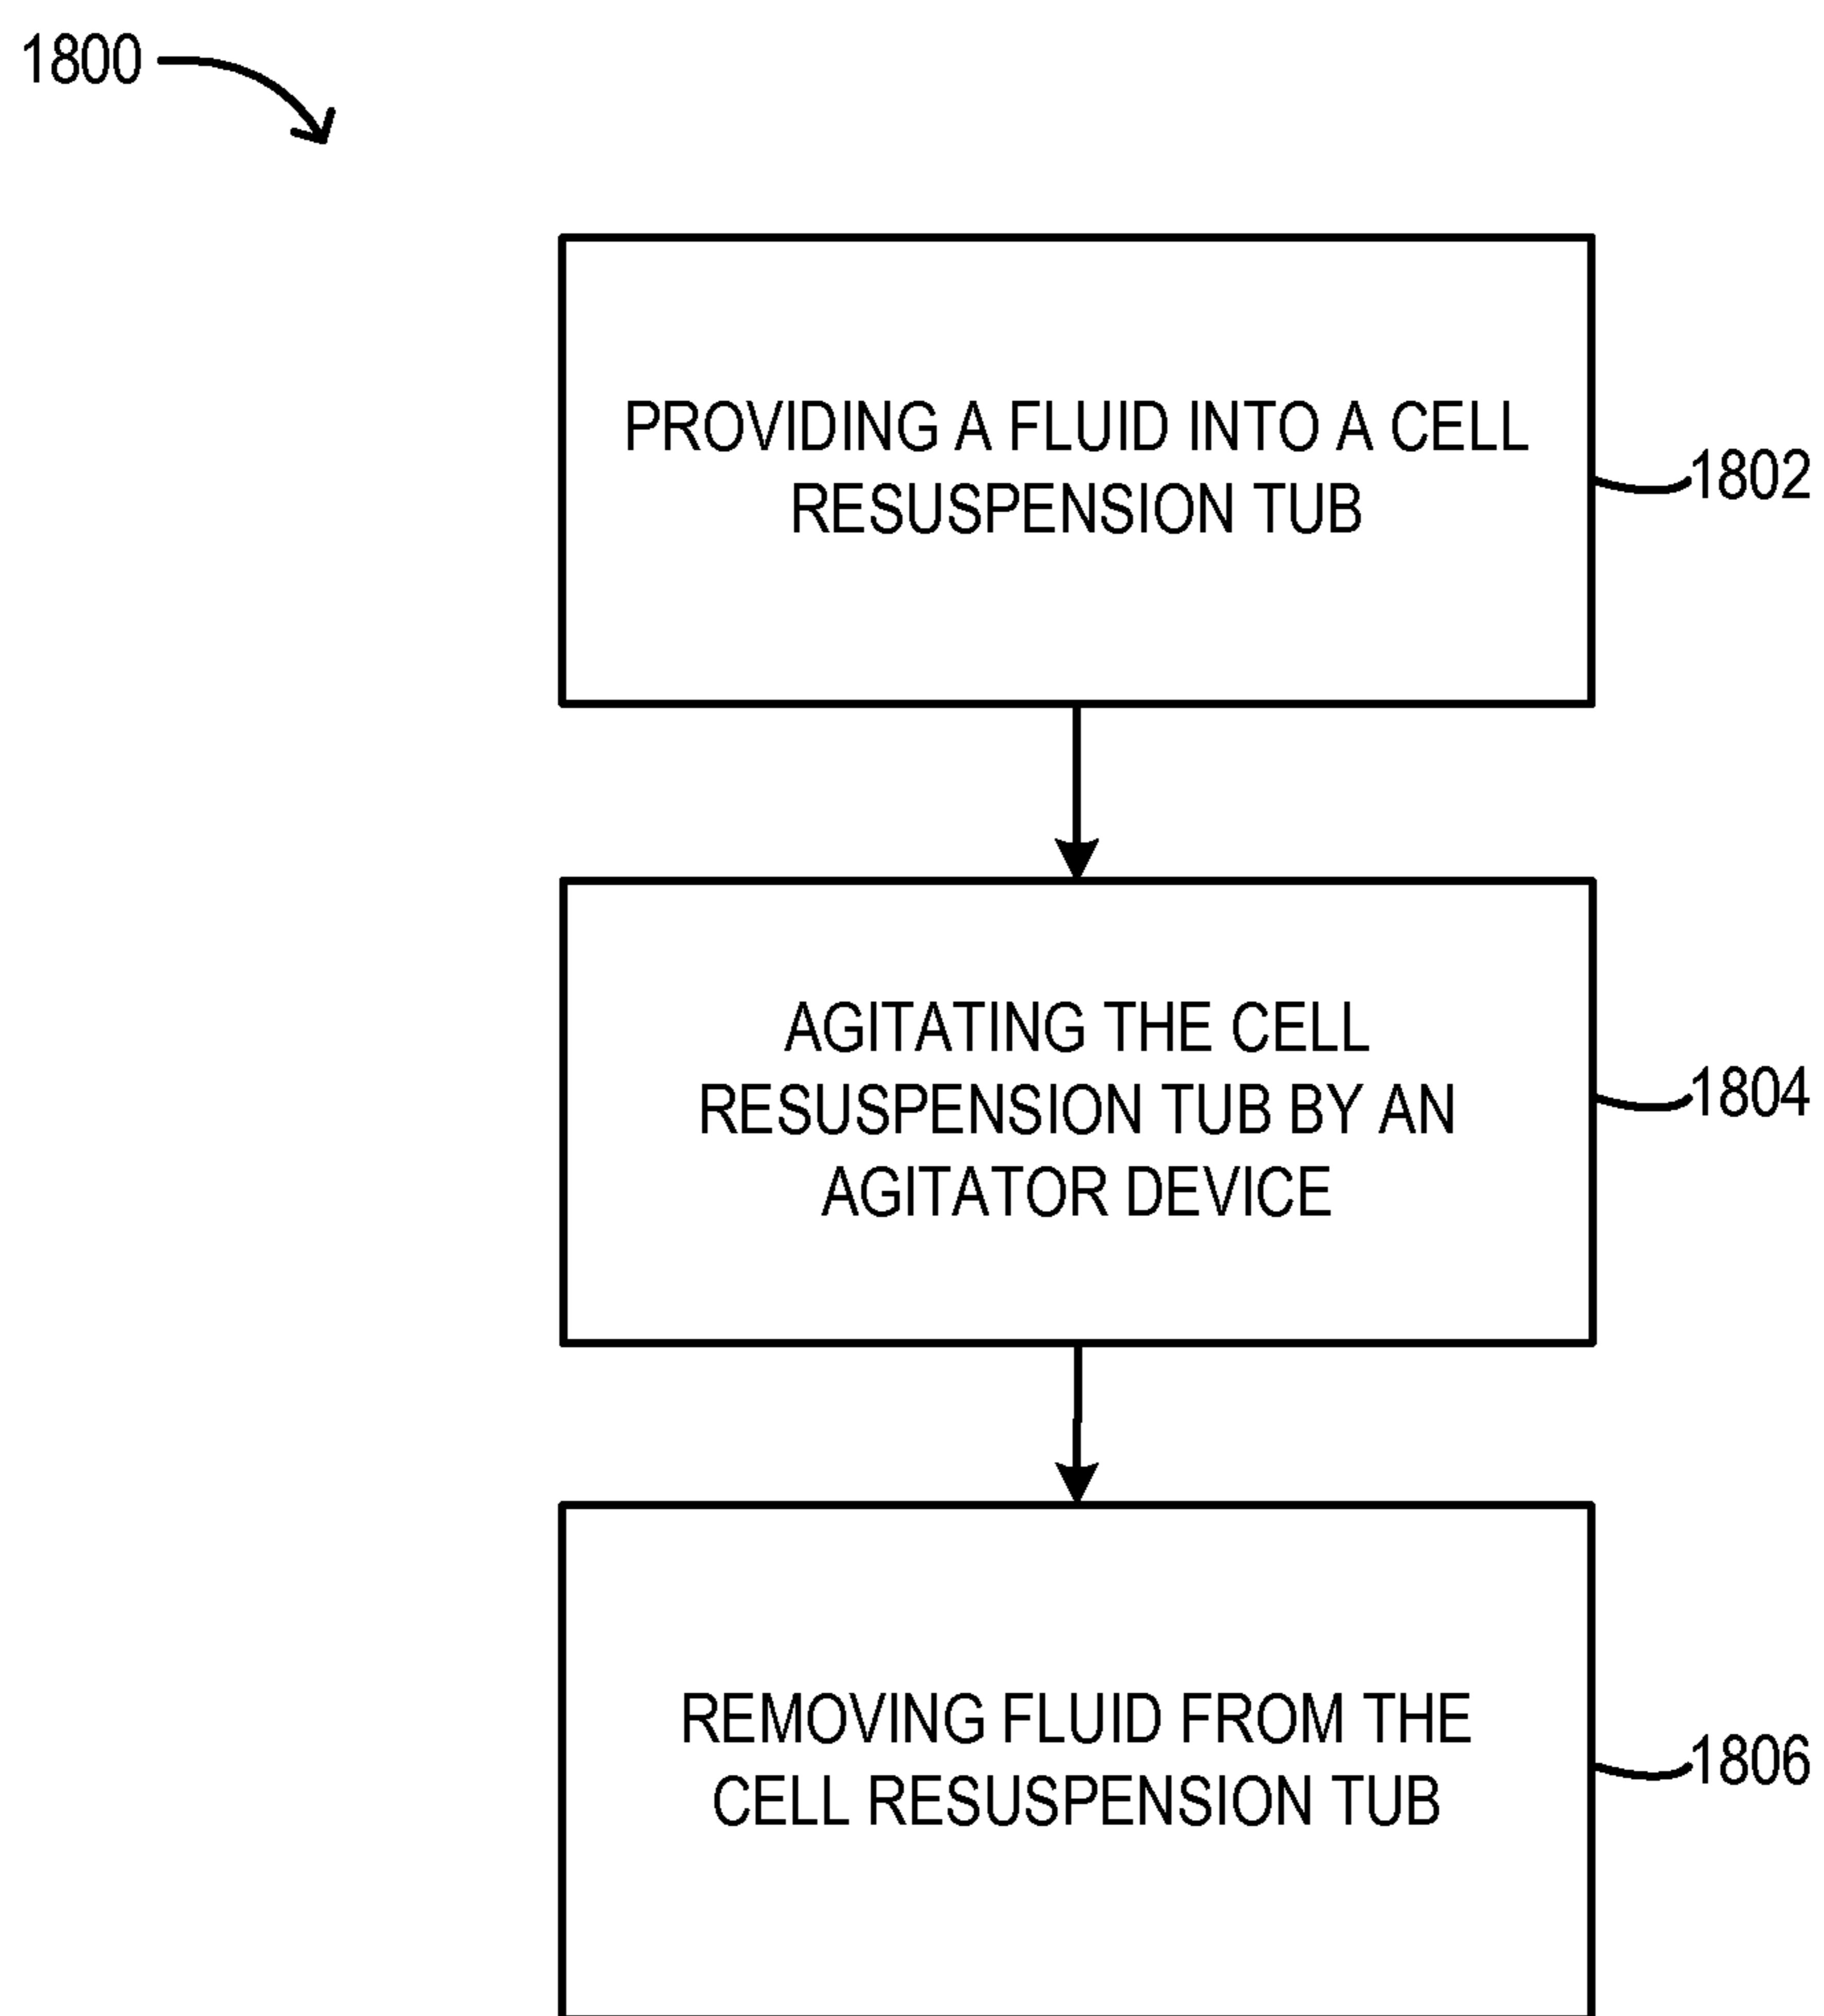 1800
PROVIDING A FLUID INTO A CELL
RESUSPENSION TUB
1802
AGITATING THE CELL
RESUSPENSION TUB BY AN
AGITATOR DEVICE
1804
REMOVING FLUID FROM THE
CELL RESUSPENSION TUB
1806